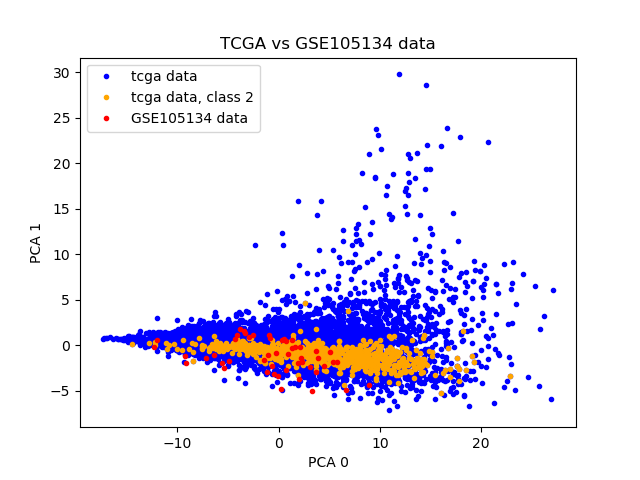 TCGA vs GSE105134 data
tcga data
tcga data, class 2
GSE105134 data
30
25
20
15
10
5
0
−5
PCA 1
−10
0
10
20
PCA 0